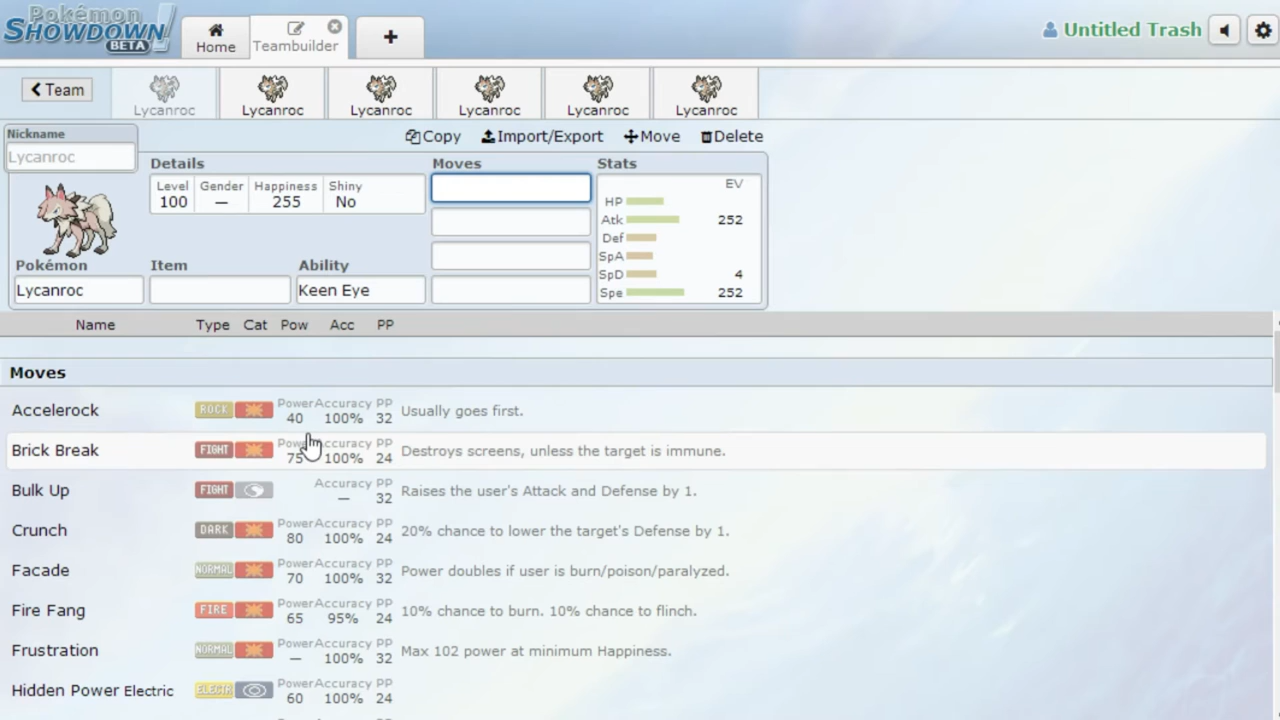 Pokémon
SHOWDOWN!
BETA
Home
Teambuilder
+
Untitled Trash
Team
Lycanroc
Lycanroc
Lycanroc
Lycanroc
Lycanroc
Lycanroc
Nickname
Lycanroc
Copy Import/Export Move Delete
Details
Level Gender Happiness Shiny
100 — 255 No
Pokémon Item Ability
Lycanroc Keen Eye
Moves
Stats
EV
HP
Atk 252
Def
SpA
SpD 4
Spe 252
Name Type Cat Pow Acc PP
Moves
Accelerock ROCK Power 40 Accuracy 100% PP 32 Usually goes first.
Brick Break FIGHT Power 75 Accuracy 100% PP 24 Destroys screens, unless the target is immune.
Bulk Up FIGHT Accuracy — PP 32 Raises the user's Attack and Defense by 1.
Crunch DARK Power 80 Accuracy 100% PP 24 20% chance to lower the target's Defense by 1.
Facade NORMAL Power 70 Accuracy 100% PP 32 Power doubles if user is burn/poison/paralyzed.
Fire Fang FIRE Power 65 Accuracy 95% PP 24 10% chance to burn. 10% chance to flinch.
Frustration NORMAL Power — Accuracy 100% PP 32 Max 102 power at minimum Happiness.
Hidden Power Electric ELECTR Power 60 Accuracy 100% PP 24